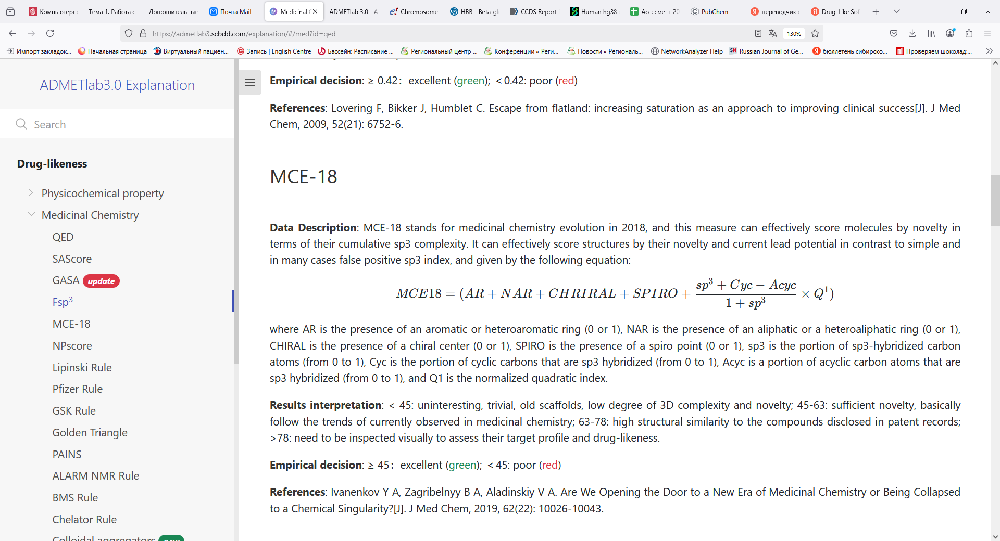 Компьютерн
Тема 1. Работа с
Дополнительные
Почта Mail
Medicinal C
ADMETlab 3.0 - A
Chromosome
HBB - Beta-gl
CCDS Report
Human hg38
Ассесмент 20
PubChem
переводчик
Drug-Like Sof
https://admetlab3.scbdd.com/explanation/#/med?id=qed
130%
Импорт закладок...
Начальная страница
Виртуальный пациен...
Запись | English Centre
Бассейн: Расписание ...
Региональный центр ...
Конференции « Реги...
Новости « Региональ...
NetworkAnalyzer Help
Russian Journal of Ge...
бюллетень сибирско...
Проверяем шоколад:...
ADMETlab3.0 Explanation
Search
Drug-likeness
Physicochemical property
Medicinal Chemistry
QED
SAScore
GASA update
Fsp³
MCE-18
NPscore
Lipinski Rule
Pfizer Rule
GSK Rule
Golden Triangle
PAINS
ALARM NMR Rule
BMS Rule
Chelator Rule
Colloidal aggregators
Empirical decision: ≥ 0.42: excellent (green); < 0.42: poor (red)
References: Lovering F, Bikker J, Humblet C. Escape from flatland: increasing saturation as an approach to improving clinical success[J]. J Med
Chem, 2009, 52(21): 6752-6.
MCE-18
Data Description: MCE-18 stands for medicinal chemistry evolution in 2018, and this measure can effectively score molecules by novelty in
terms of their cumulative sp3 complexity. It can effectively score structures by their novelty and current lead potential in contrast to simple and
in many cases false positive sp3 index, and given by the following equation:
MCE18 = (AR + NAR + CHRIRAL + SPIRO + (sp³ + Cyc − Acyc)/(1 + sp³) × Q¹)
where AR is the presence of an aromatic or heteroaromatic ring (0 or 1), NAR is the presence of an aliphatic or a heteroaliphatic ring (0 or 1),
CHIRAL is the presence of a chiral center (0 or 1), SPIRO is the presence of a spiro point (0 or 1), sp3 is the portion of sp3-hybridized carbon
atoms (from 0 to 1), Cyc is the portion of cyclic carbons that are sp3 hybridized (from 0 to 1), Acyc is a portion of acyclic carbon atoms that are
sp3 hybridized (from 0 to 1), and Q1 is the normalized quadratic index.
Results interpretation: < 45: uninteresting, trivial, old scaffolds, low degree of 3D complexity and novelty; 45-63: sufficient novelty, basically
follow the trends of currently observed in medicinal chemistry; 63-78: high structural similarity to the compounds disclosed in patent records;
>78: need to be inspected visually to assess their target profile and drug-likeness.
Empirical decision: ≥ 45: excellent (green); < 45: poor (red)
References: Ivanenkov Y A, Zagribelnyy B A, Aladinskiy V A. Are We Opening the Door to a New Era of Medicinal Chemistry or Being Collapsed
to a Chemical Singularity?[J]. J Med Chem, 2019, 62(22): 10026-10043.